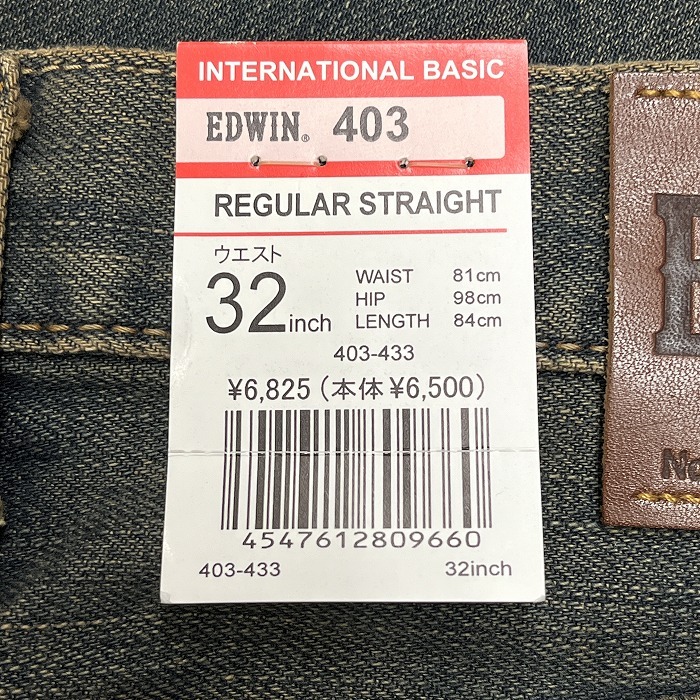 INTERNATIONAL BASIC
EDWIN® 403
REGULAR STRAIGHT
ウエスト
32inch
WAIST 81cm
HIP 98cm
LENGTH 84cm
403-433
¥6,825(本体 ¥6,500)
4547612809660
403-433 32inch